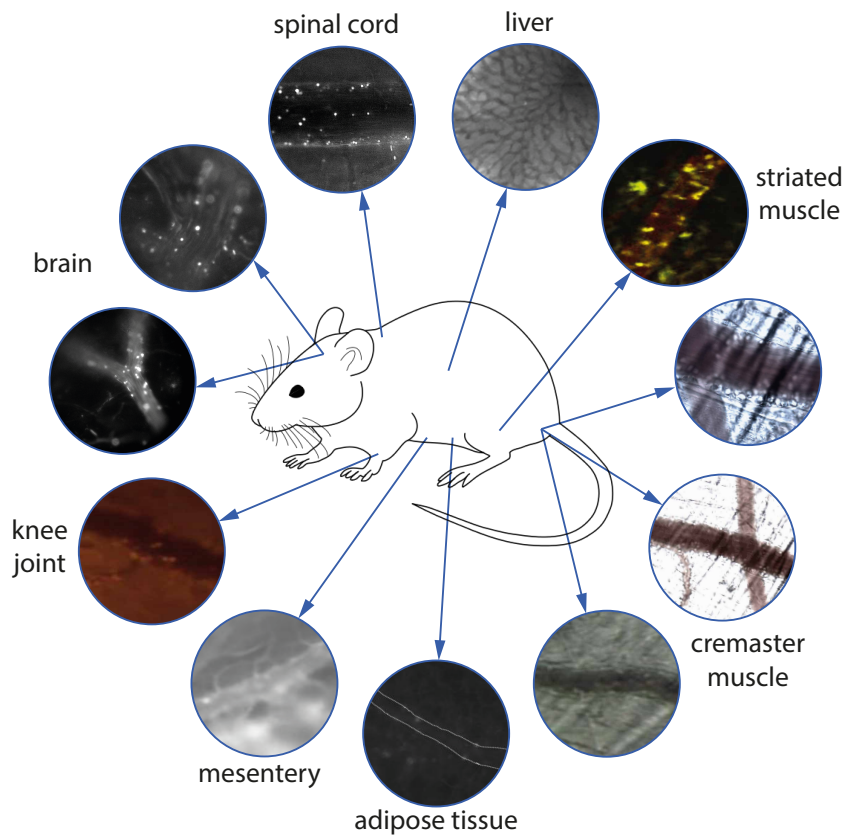 spinal cord
liver
striated
muscle
brain
knee
joint
cremaster
muscle
mesentery
adipose tissue